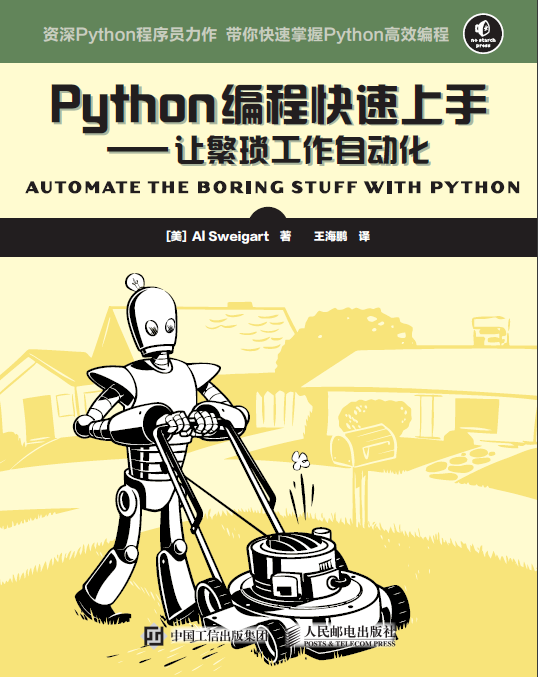 资深Python程序员力作 带你快速掌握Python高效编程
no starch
press
Python编程快速上手
——让繁琐工作自动化
AUTOMATE THE BORING STUFF WITH PYTHON
[美] Al Sweigart 著 王海鹏 译
中国工信出版集团 人民邮电出版社
POSTS & TELECOM PRESS